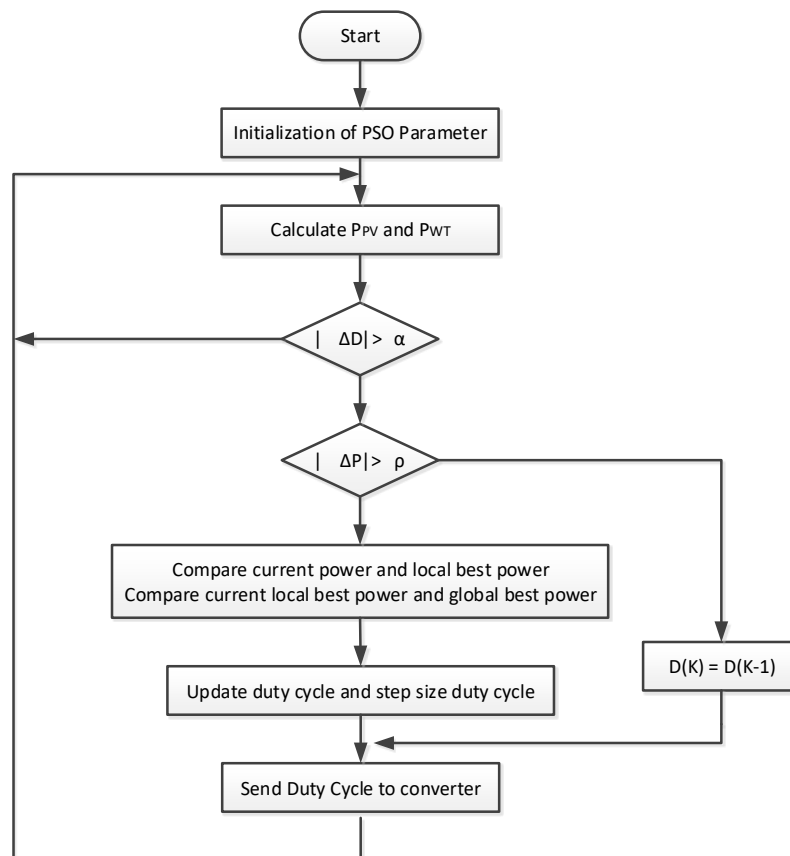 Start
Initialization of PSO Parameter
Calculate PPV and PWT
| ΔD| > α
| ΔP| > ρ
Compare current power and local best power
Compare current local best power and global best power
D(K) = D(K-1)
Update duty cycle and step size duty cycle
Send Duty Cycle to converter